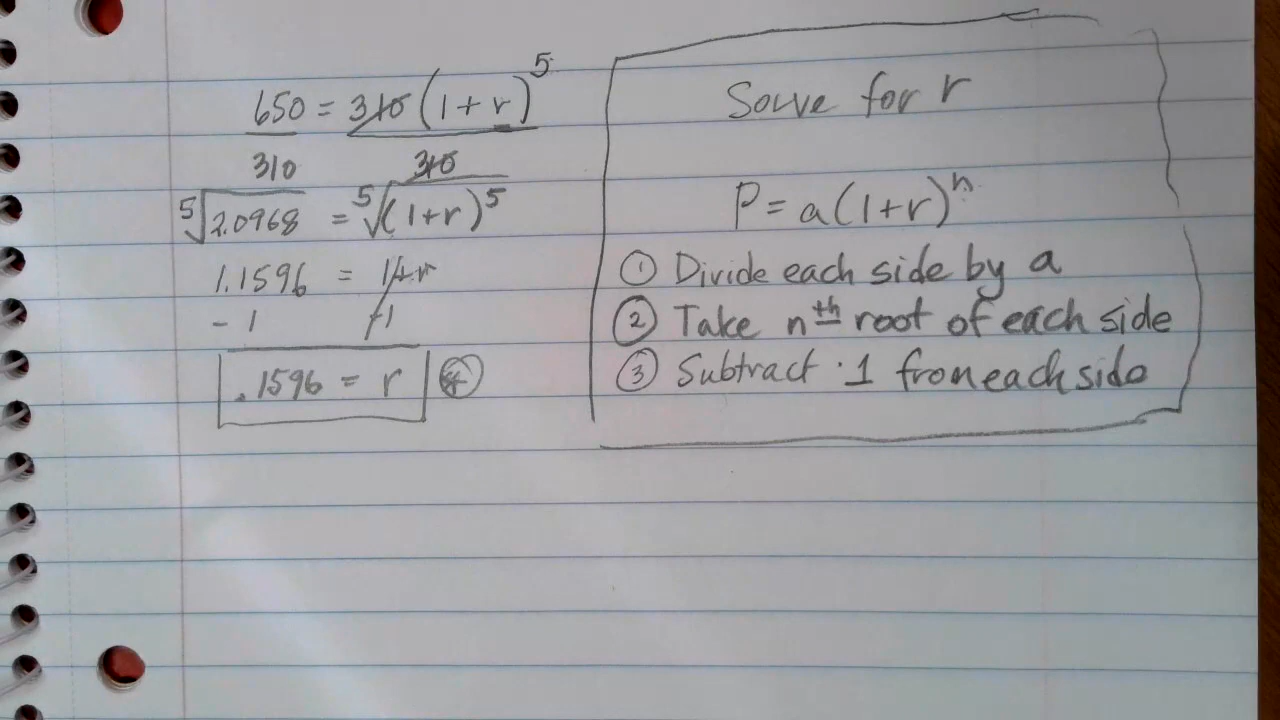 650 = 310 (1 + r)^5
310 310
5√2.0968 = 5√(1+r)^5
1.1596 = 1+r
- 1 -1
.1596 = r
Solve for r
P = a(1+r)^n
① Divide each side by a
② Take nth root of each side
③ Subtract 1 from each side